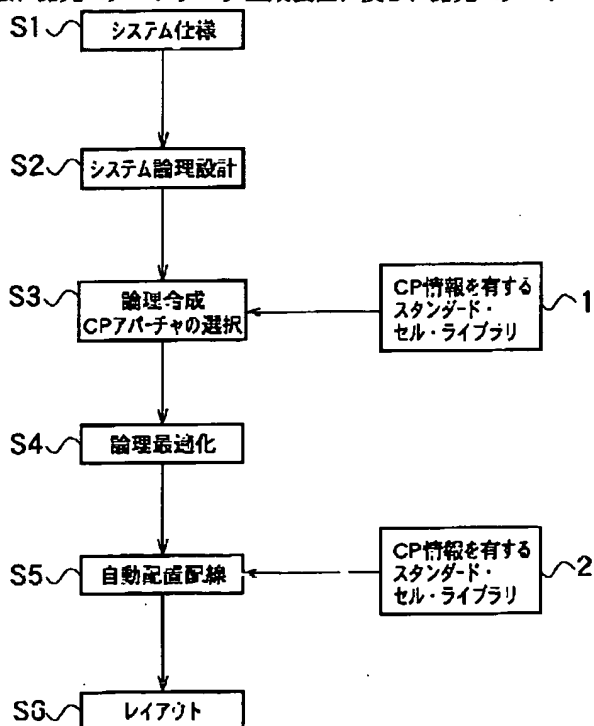 S1
システム仕様
S2
システム論理設計
S3
論理合成
CPアパーチャの選択
CP情報を有する
スタンダード・
セル・ライブラリ
1
S4
論理最適化
S5
自動配置配線
CP情報を有する
スタンダード・
セル・ライブラリ
2
S6
レイアウト